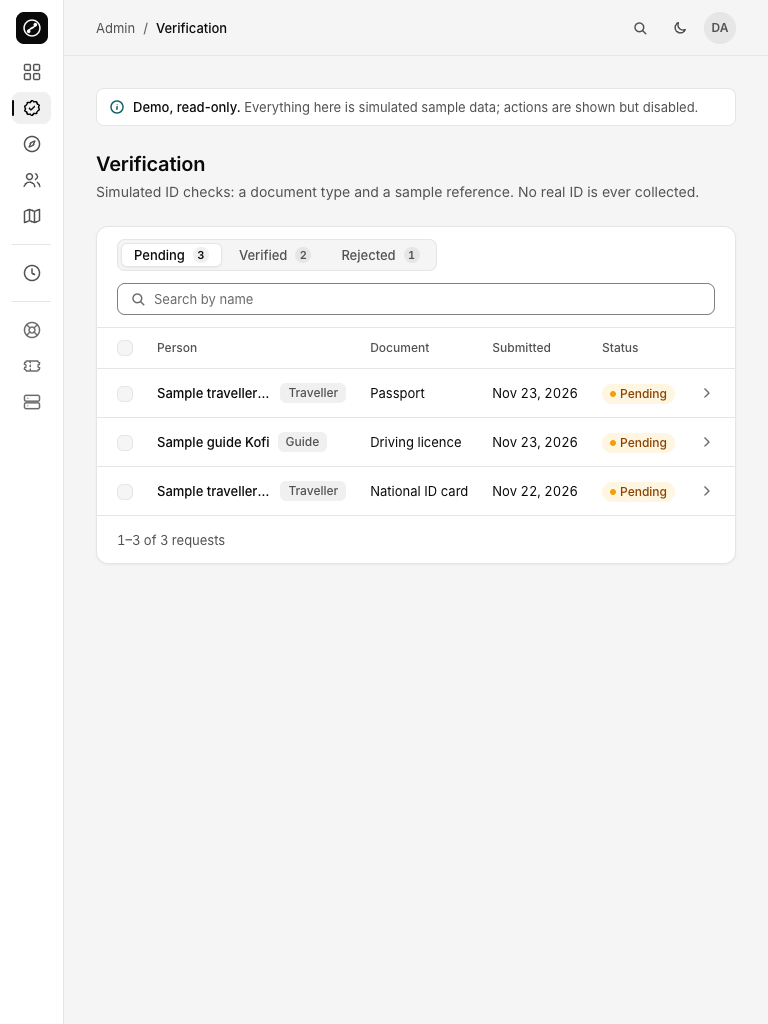 Admin / Verification
DA
Demo, read-only. Everything here is simulated sample data; actions are shown but disabled.
Verification
Simulated ID checks: a document type and a sample reference. No real ID is ever collected.
Pending 3 Verified 2 Rejected 1
Search by name
Person Document Submitted Status
Sample traveller... Traveller Passport Nov 23, 2026 Pending
Sample guide Kofi Guide Driving licence Nov 23, 2026 Pending
Sample traveller... Traveller National ID card Nov 22, 2026 Pending
1–3 of 3 requests